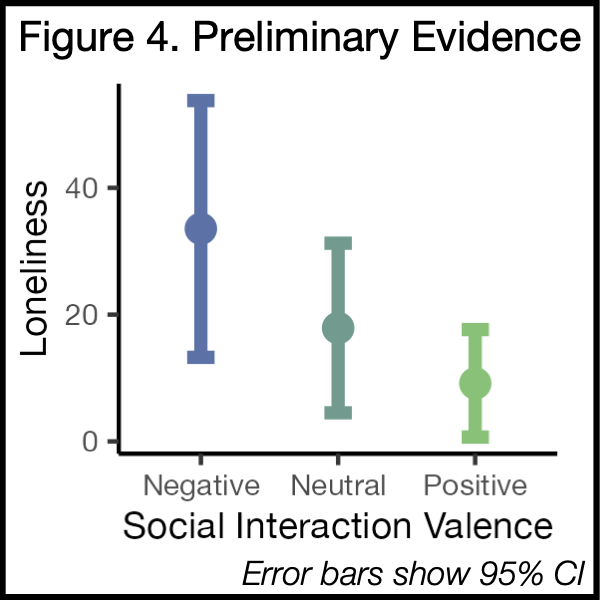 Figure 4. Preliminary Evidence
Loneliness
40
20
0
Negative Neutral Positive
Social Interaction Valence
Error bars show 95% CI